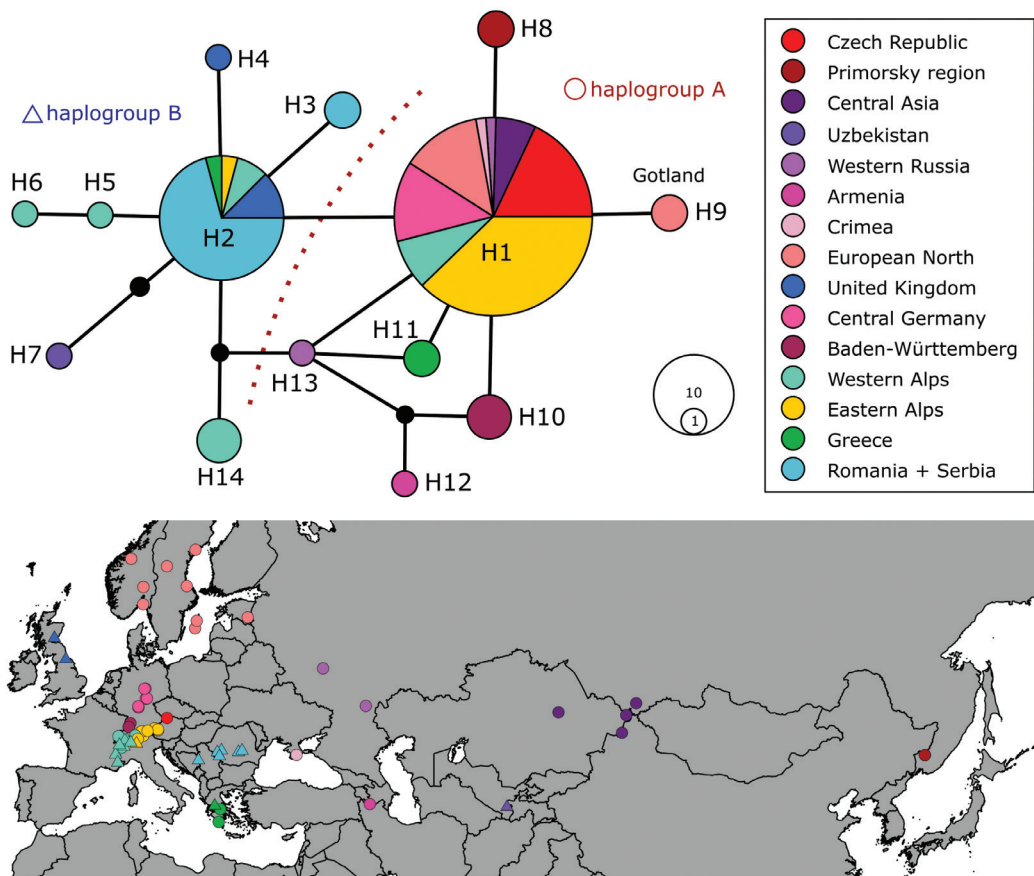 H8
H4
haplogroup A
H3
haplogroup B
Gotland
H6
H5
H9
H2
H1
H11
H7
H13
H10
H14
H12
10
1
Czech Republic
Primorsky region
Central Asia
Uzbekistan
Western Russia
Armenia
Crimea
European North
United Kingdom
Central Germany
Baden-Württemberg
Western Alps
Eastern Alps
Greece
Romania + Serbia